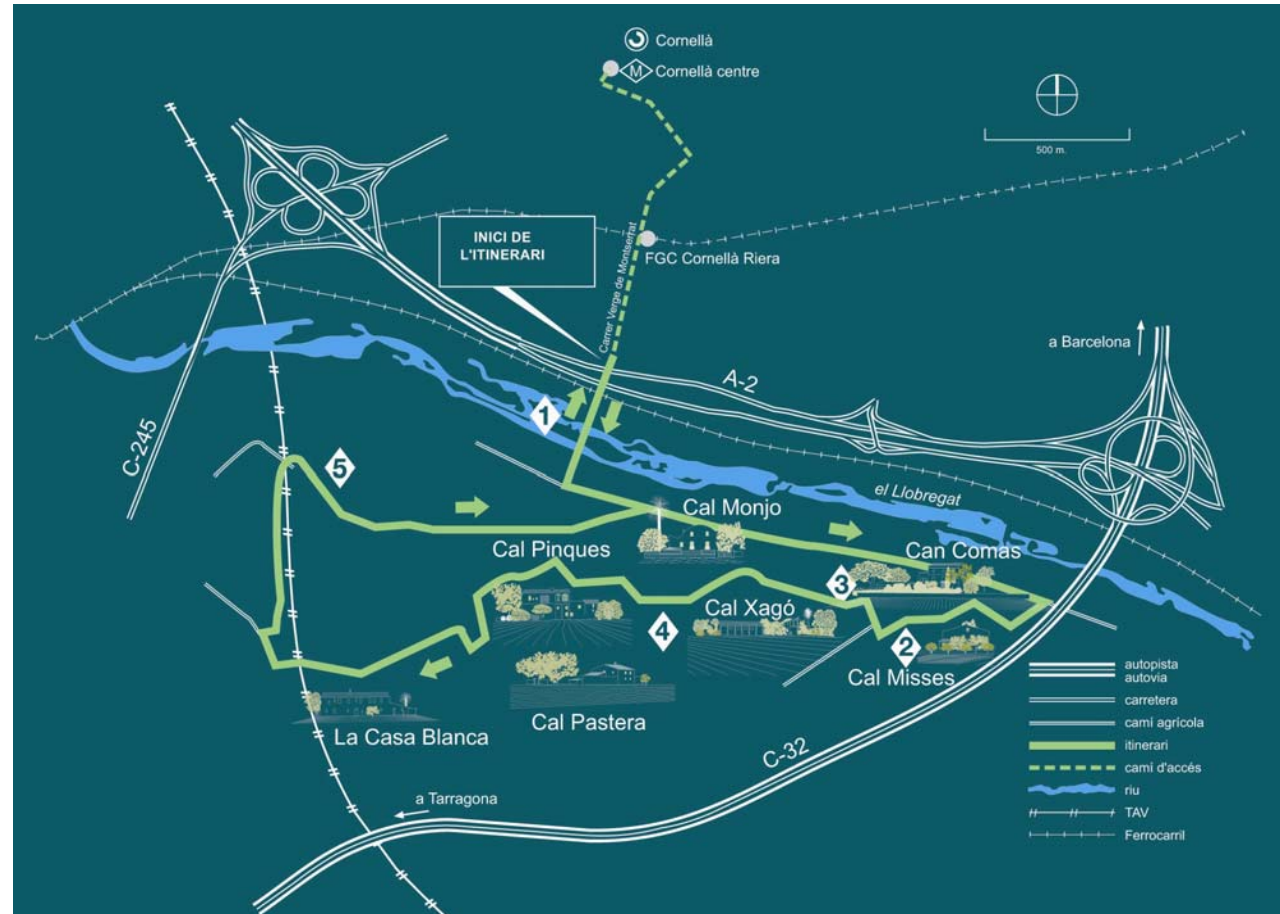 Cornellà
M
Cornellà centre
500 m.
INICI DE
L'ITINERARI
Carrer Verge de Montserrat
FGC Cornellà Riera
a Barcelona
A-2
C-245
1
5
el Llobregat
Cal Monjo
Cal Pinques
Can Comas
3
Cal Xagó
4
2
Cal Misses
Cal Pastera
La Casa Blanca
C-32
a Tarragona
autopista
autovia
carretera
camí agrícola
itinerari
camí d'accés
riu
TAV
Ferrocarril